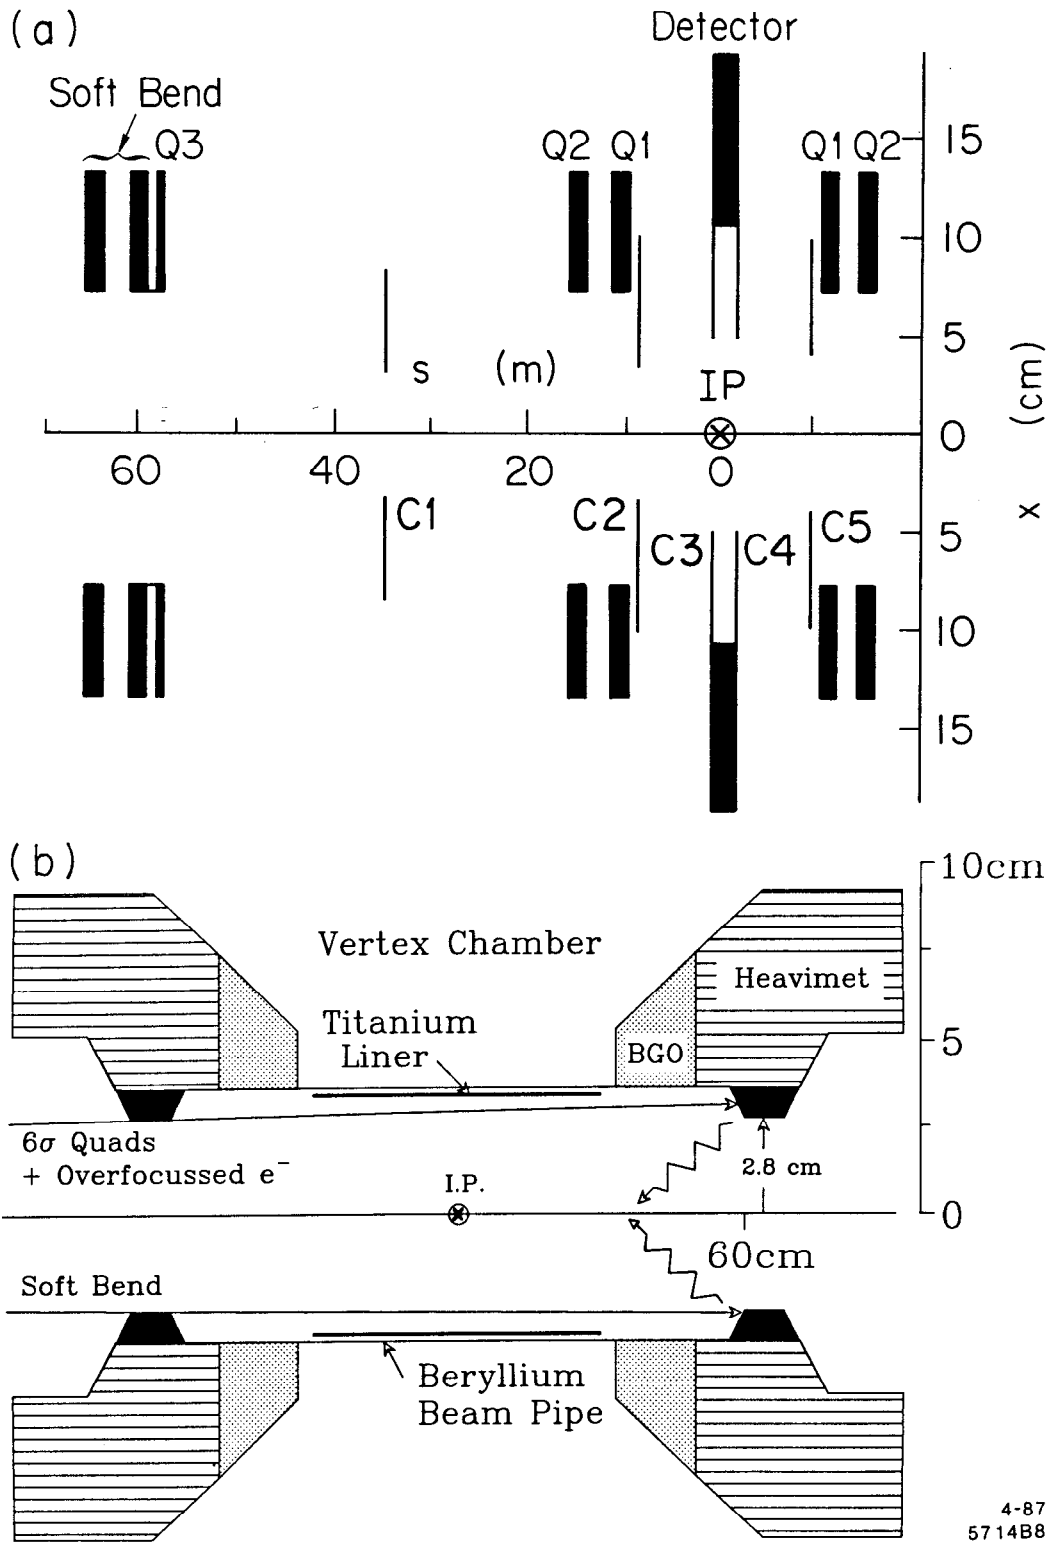 (a)
Detector
Soft Bend
Q3
Q2 Q1
Q1 Q2
15
10
5
s (m)
IP
0
x (cm)
60 40 20 0
C1
C2
C3
C4
C5
5
10
15
(b)
10cm
Vertex Chamber
Heavimet
Titanium
Liner
BGO
5
6σ Quads
+ Overfocussed e⁻
2.8 cm
I.P.
0
60cm
Soft Bend
Beryllium
Beam Pipe
4-87
5714B8